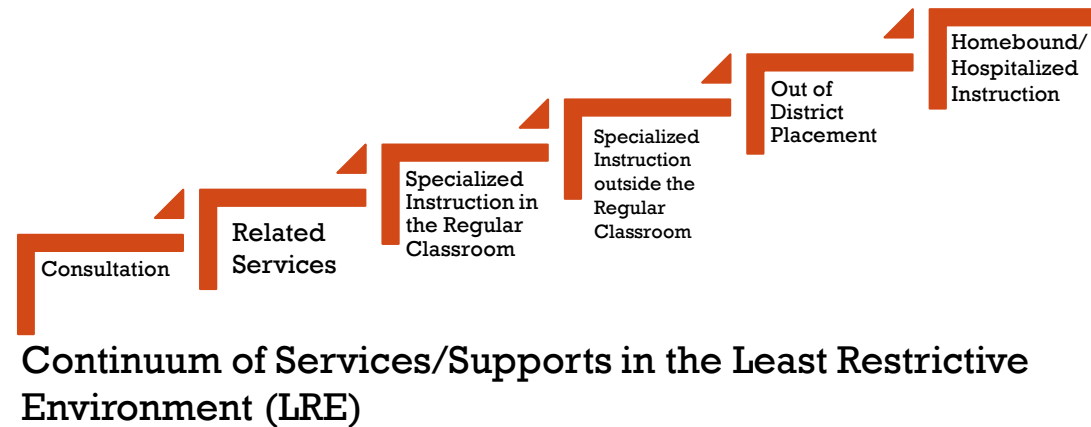 Consultation
Related
Services
Specialized
Instruction in
the Regular
Classroom
Specialized
Instruction
outside the
Regular
Classroom
Out of
District
Placement
Homebound/
Hospitalized
Instruction
Continuum of Services/Supports in the Least Restrictive
Environment (LRE)